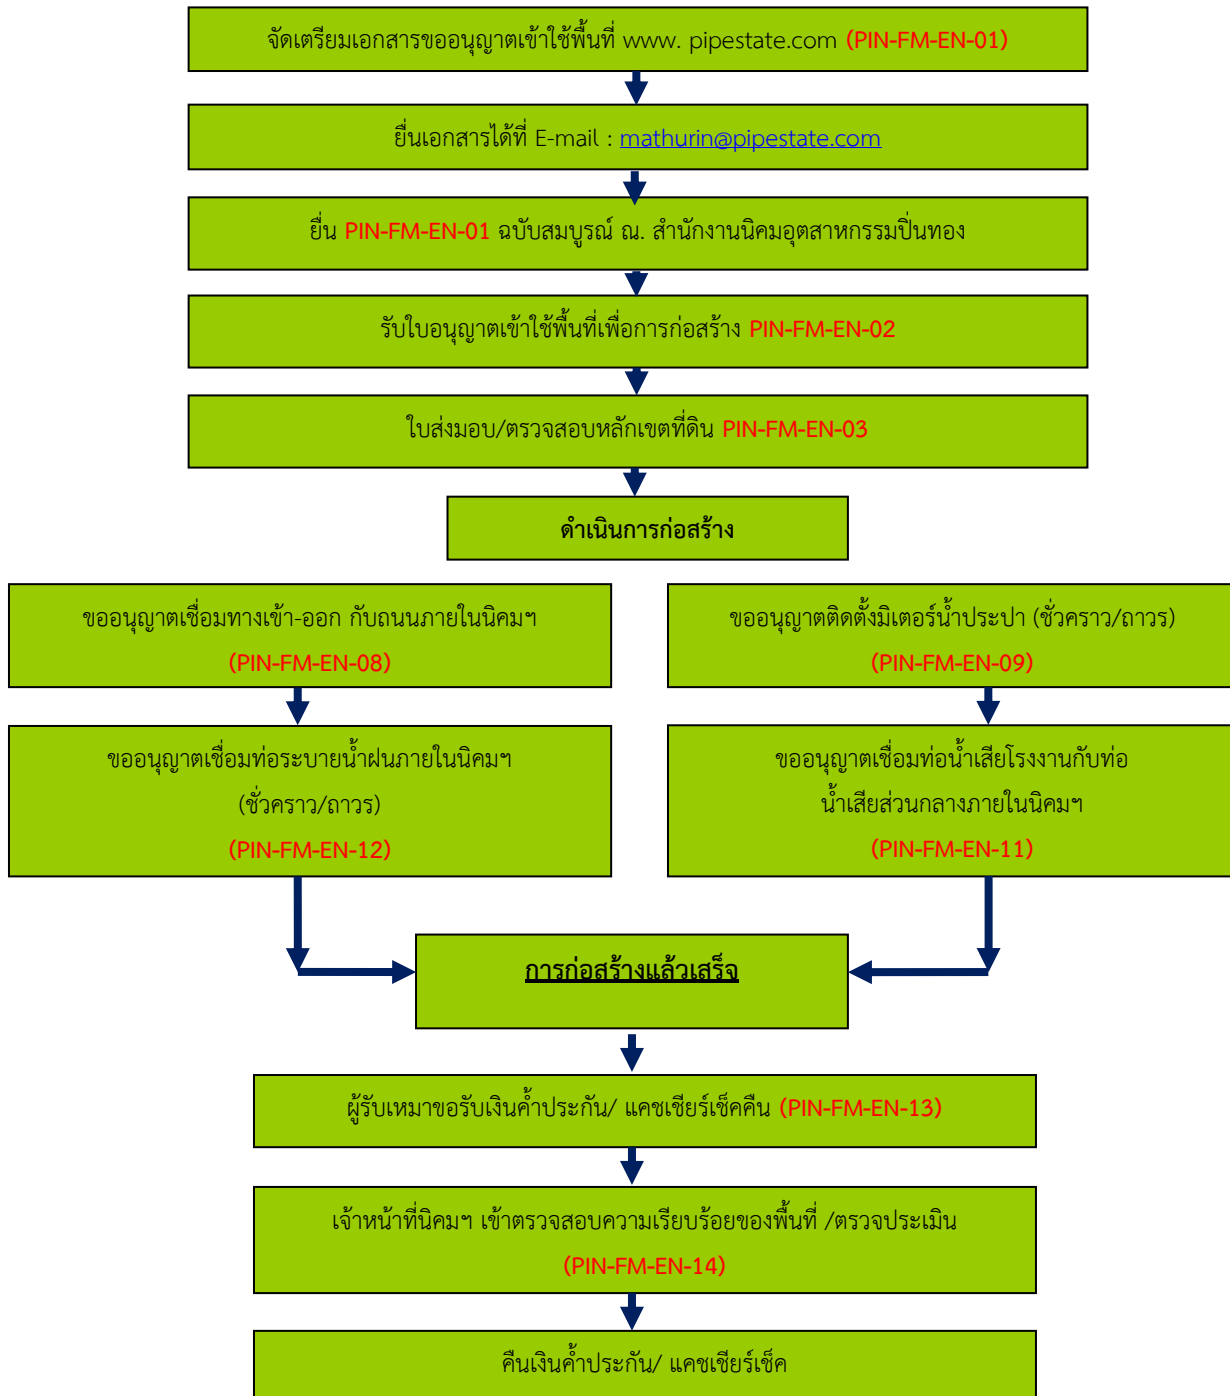 จัดเตรียมเอกสารขออนุญาตเข้าใช้พื้นที่ www. pipestate.com (PIN-FM-EN-01)
ยื่นเอกสารได้ที่ E-mail : mathurin@pipestate.com
ยื่น PIN-FM-EN-01 ฉบับสมบูรณ์ ณ. สำนักงานนิคมอุตสาหกรรมปิ่นทอง
รับใบอนุญาตเข้าใช้พื้นที่เพื่อการก่อสร้าง PIN-FM-EN-02
ใบส่งมอบ/ตรวจสอบหลักเขตที่ดิน PIN-FM-EN-03
ดำเนินการก่อสร้าง
ขออนุญาตเชื่อมทางเข้า-ออก กับถนนภายในนิคมฯ
(PIN-FM-EN-08)
ขออนุญาตติดตั้งมิเตอร์น้ำประปา (ชั่วคราว/ถาวร)
(PIN-FM-EN-09)
ขออนุญาตเชื่อมท่อระบายน้ำฝนภายในนิคมฯ
(ชั่วคราว/ถาวร)
(PIN-FM-EN-12)
ขออนุญาตเชื่อมท่อน้ำเสียโรงงานกับท่อ
น้ำเสียส่วนกลางภายในนิคมฯ
(PIN-FM-EN-11)
การก่อสร้างแล้วเสร็จ
ผู้รับเหมาขอรับเงินค้ำประกัน/ แคชเชียร์เช็คคืน (PIN-FM-EN-13)
เจ้าหน้าที่นิคมฯ เข้าตรวจสอบความเรียบร้อยของพื้นที่ /ตรวจประเมิน
(PIN-FM-EN-14)
คืนเงินค้ำประกัน/ แคชเชียร์เช็ค